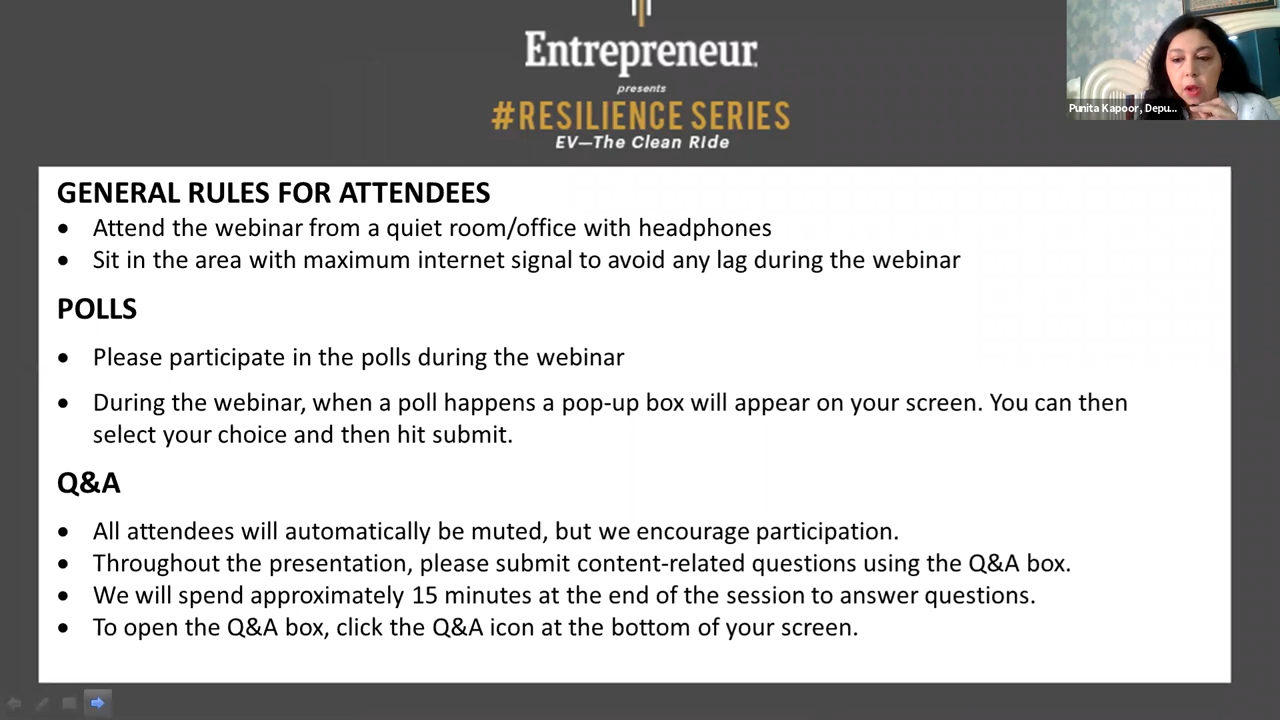 Entrepreneur
presents
#RESILIENCE SERIES
EV—The Clean RIde
Punita Kapoor, Depu...
GENERAL RULES FOR ATTENDEES
• Attend the webinar from a quiet room/office with headphones
• Sit in the area with maximum internet signal to avoid any lag during the webinar
POLLS
• Please participate in the polls during the webinar
• During the webinar, when a poll happens a pop-up box will appear on your screen. You can then
select your choice and then hit submit.
Q&A
• All attendees will automatically be muted, but we encourage participation.
• Throughout the presentation, please submit content-related questions using the Q&A box.
• We will spend approximately 15 minutes at the end of the session to answer questions.
• To open the Q&A box, click the Q&A icon at the bottom of your screen.